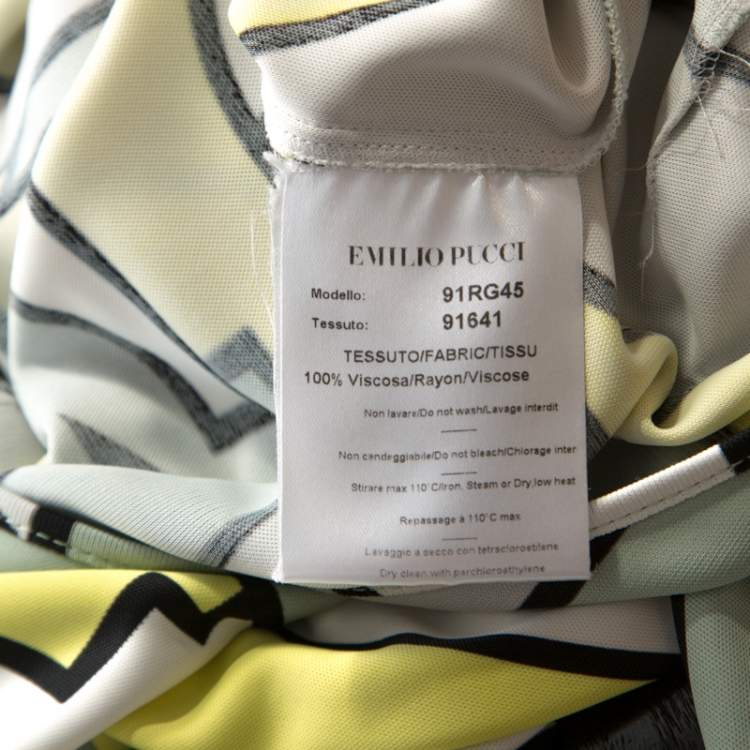 EMILIO PUCCI
Modello: 91RG45
Tessuto: 91641
TESSUTO/FABRIC/TISSU
100% Viscosa/Rayon/Viscose
Non lavare/Do not wash/Lavage interdit
Non candeggiabile/Do not bleach/Chlorage inter
Stirare max 110°C/Iron, Steam or Dry, low heat
Repassage à 110°C max
Lavaggio a secco con tetracloroetilene
Dry clean with perchloroethylene